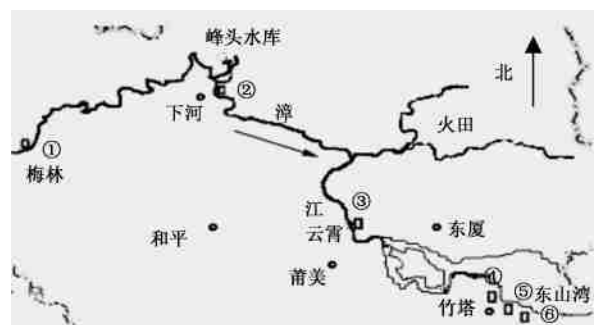 峰头水库
北
②
下河
漳
火田
①
梅林
③
江
云霄
东厦
和平
莆美
④
⑤东山湾
竹塔
⑥